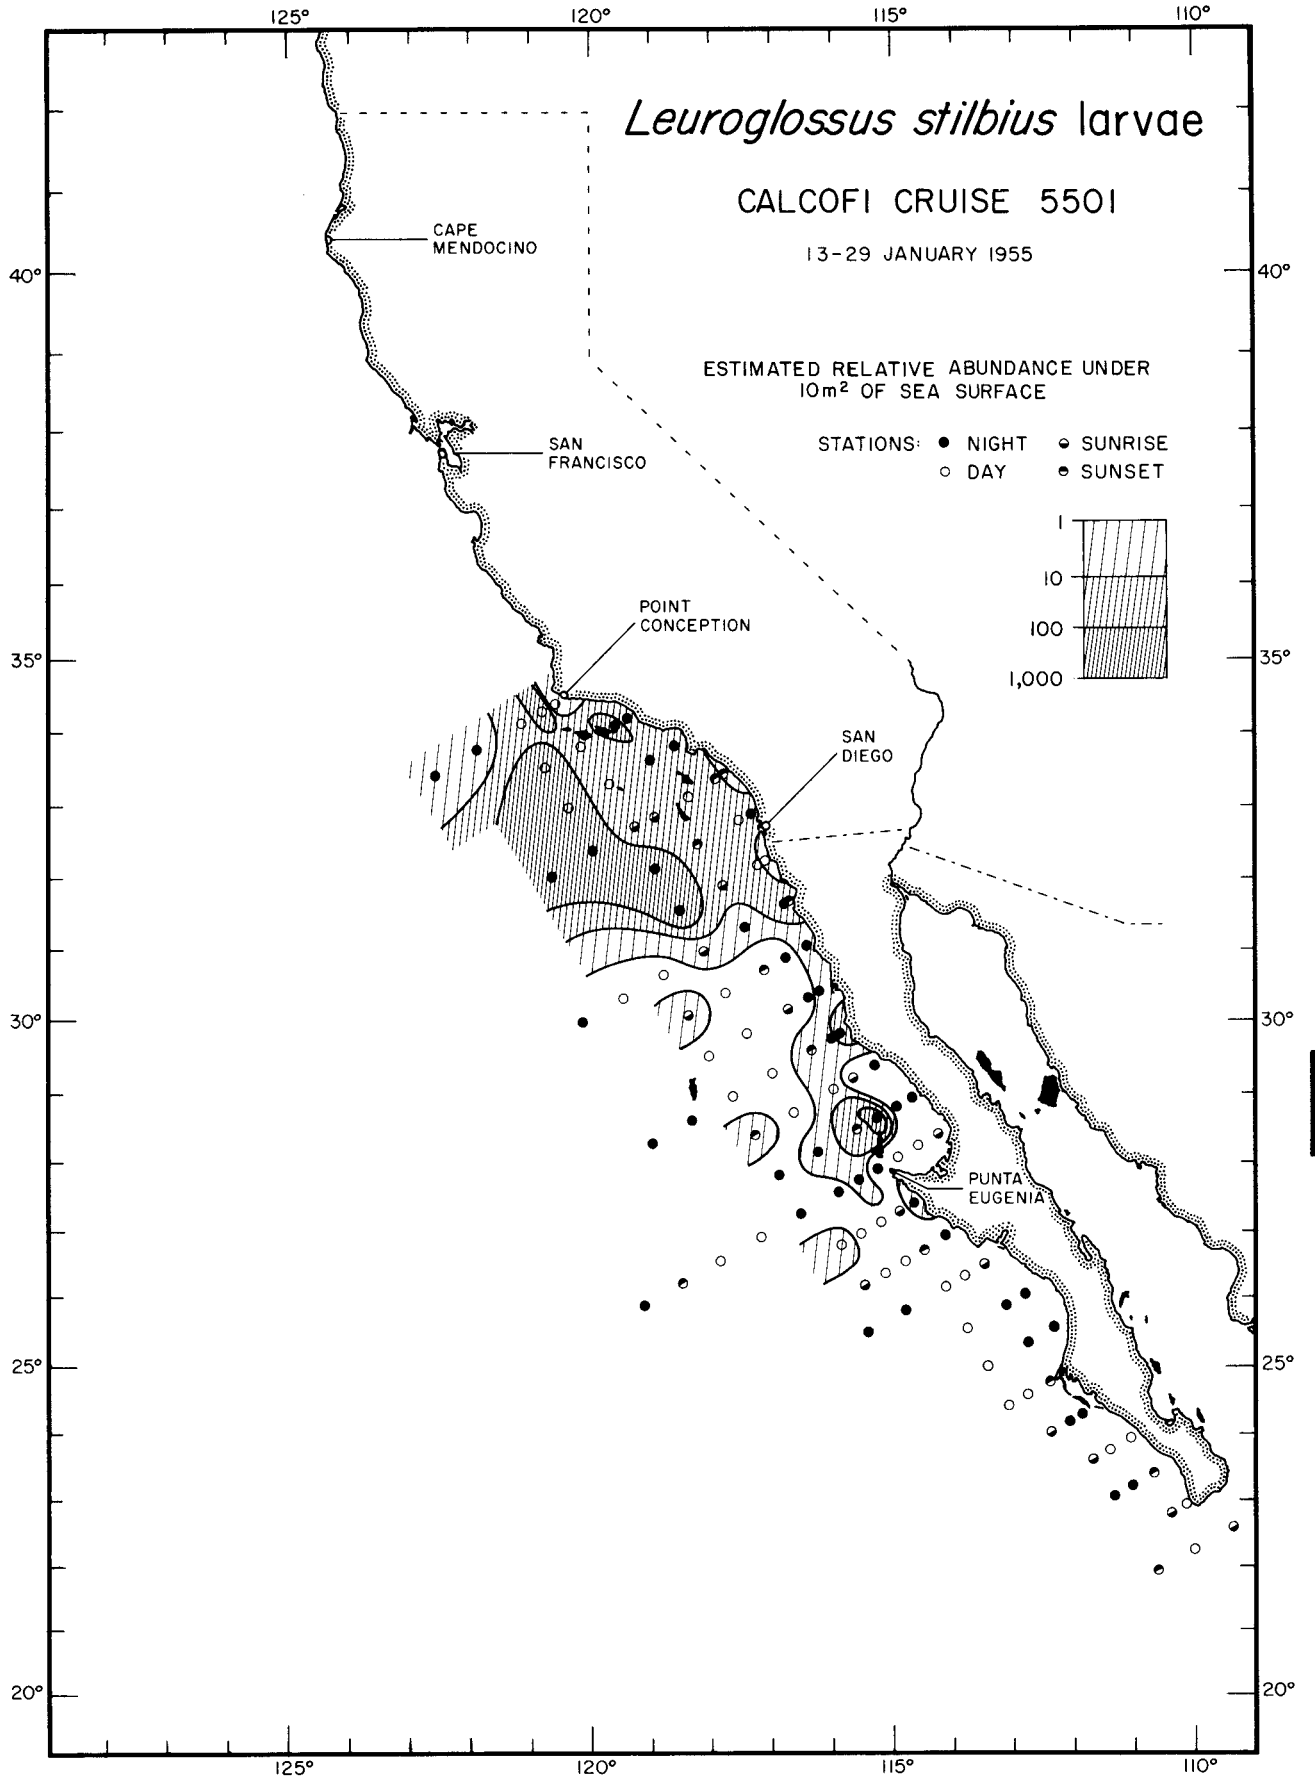 125° 120° 115° 110°
Leuroglossus stilbius larvae
CALCOFI CRUISE 5501
13-29 JANUARY 1955
CAPE
MENDOCINO
40° 40°
ESTIMATED RELATIVE ABUNDANCE UNDER
10m² OF SEA SURFACE
STATIONS: ● NIGHT ◒ SUNRISE
○ DAY ◓ SUNSET
SAN
FRANCISCO
1
10
100
1,000
POINT
CONCEPTION
35° 35°
SAN
DIEGO
30° 30°
PUNTA
EUGENIA
25° 25°
20° 20°
125° 120° 115° 110°